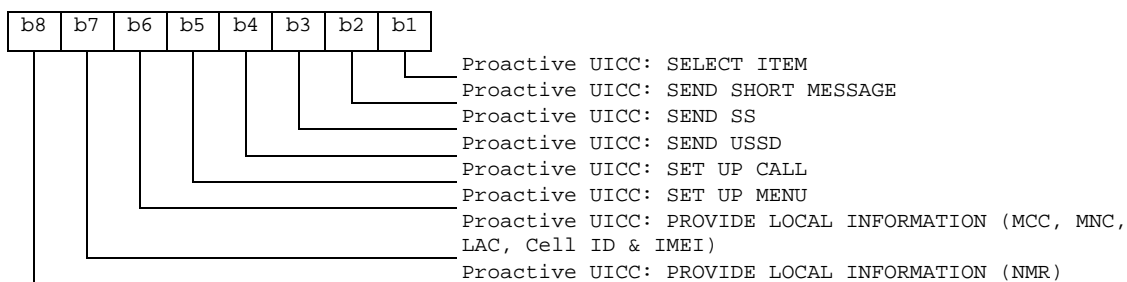 b8 b7 b6 b5 b4 b3 b2 b1
Proactive UICC: SELECT ITEM
Proactive UICC: SEND SHORT MESSAGE
Proactive UICC: SEND SS
Proactive UICC: SEND USSD
Proactive UICC: SET UP CALL
Proactive UICC: SET UP MENU
Proactive UICC: PROVIDE LOCAL INFORMATION (MCC, MNC,
LAC, Cell ID & IMEI)
Proactive UICC: PROVIDE LOCAL INFORMATION (NMR)